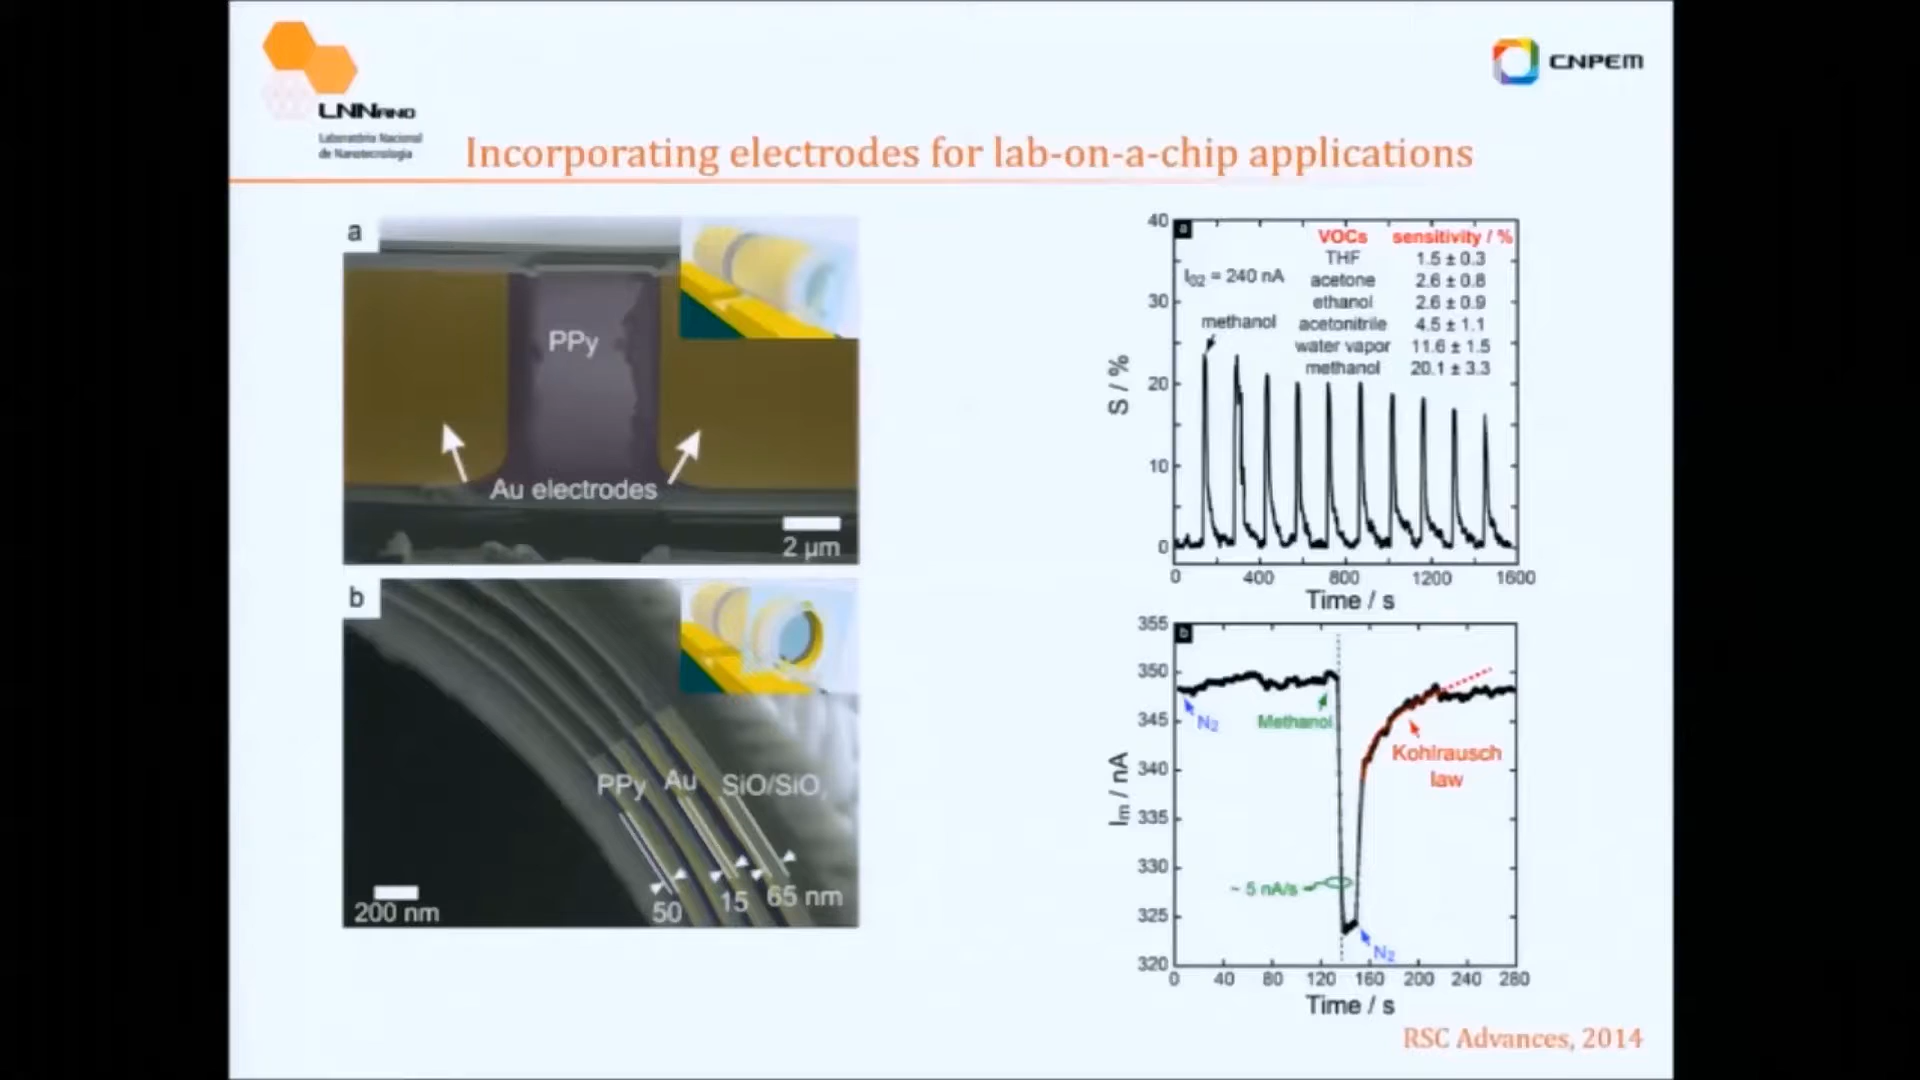 LNNano
Laboratório Nacional
de Nanotecnologia
CNPEM
Incorporating electrodes for lab-on-a-chip applications
a
PPy
Au electrodes
2 μm
b
PPy Au SiO/SiO
50 15 65 nm
200 nm
a
VOCs sensitivity / %
THF 1.5 ± 0.3
acetone 2.6 ± 0.8
ethanol 2.6 ± 0.9
acetonitrile 4.5 ± 1.1
water vapor 11.6 ± 1.5
methanol 20.1 ± 3.3
I02 = 240 nA
methanol
S / %
40
30
20
10
0
0 400 800 1200 1600
Time / s
b
Im / nA
355
350
345
340
335
330
325
320
N2
Methanol
Kohlrausch
law
~ 5 nA/s
N2
0 40 80 120 160 200 240 280
Time / s
RSC Advances, 2014